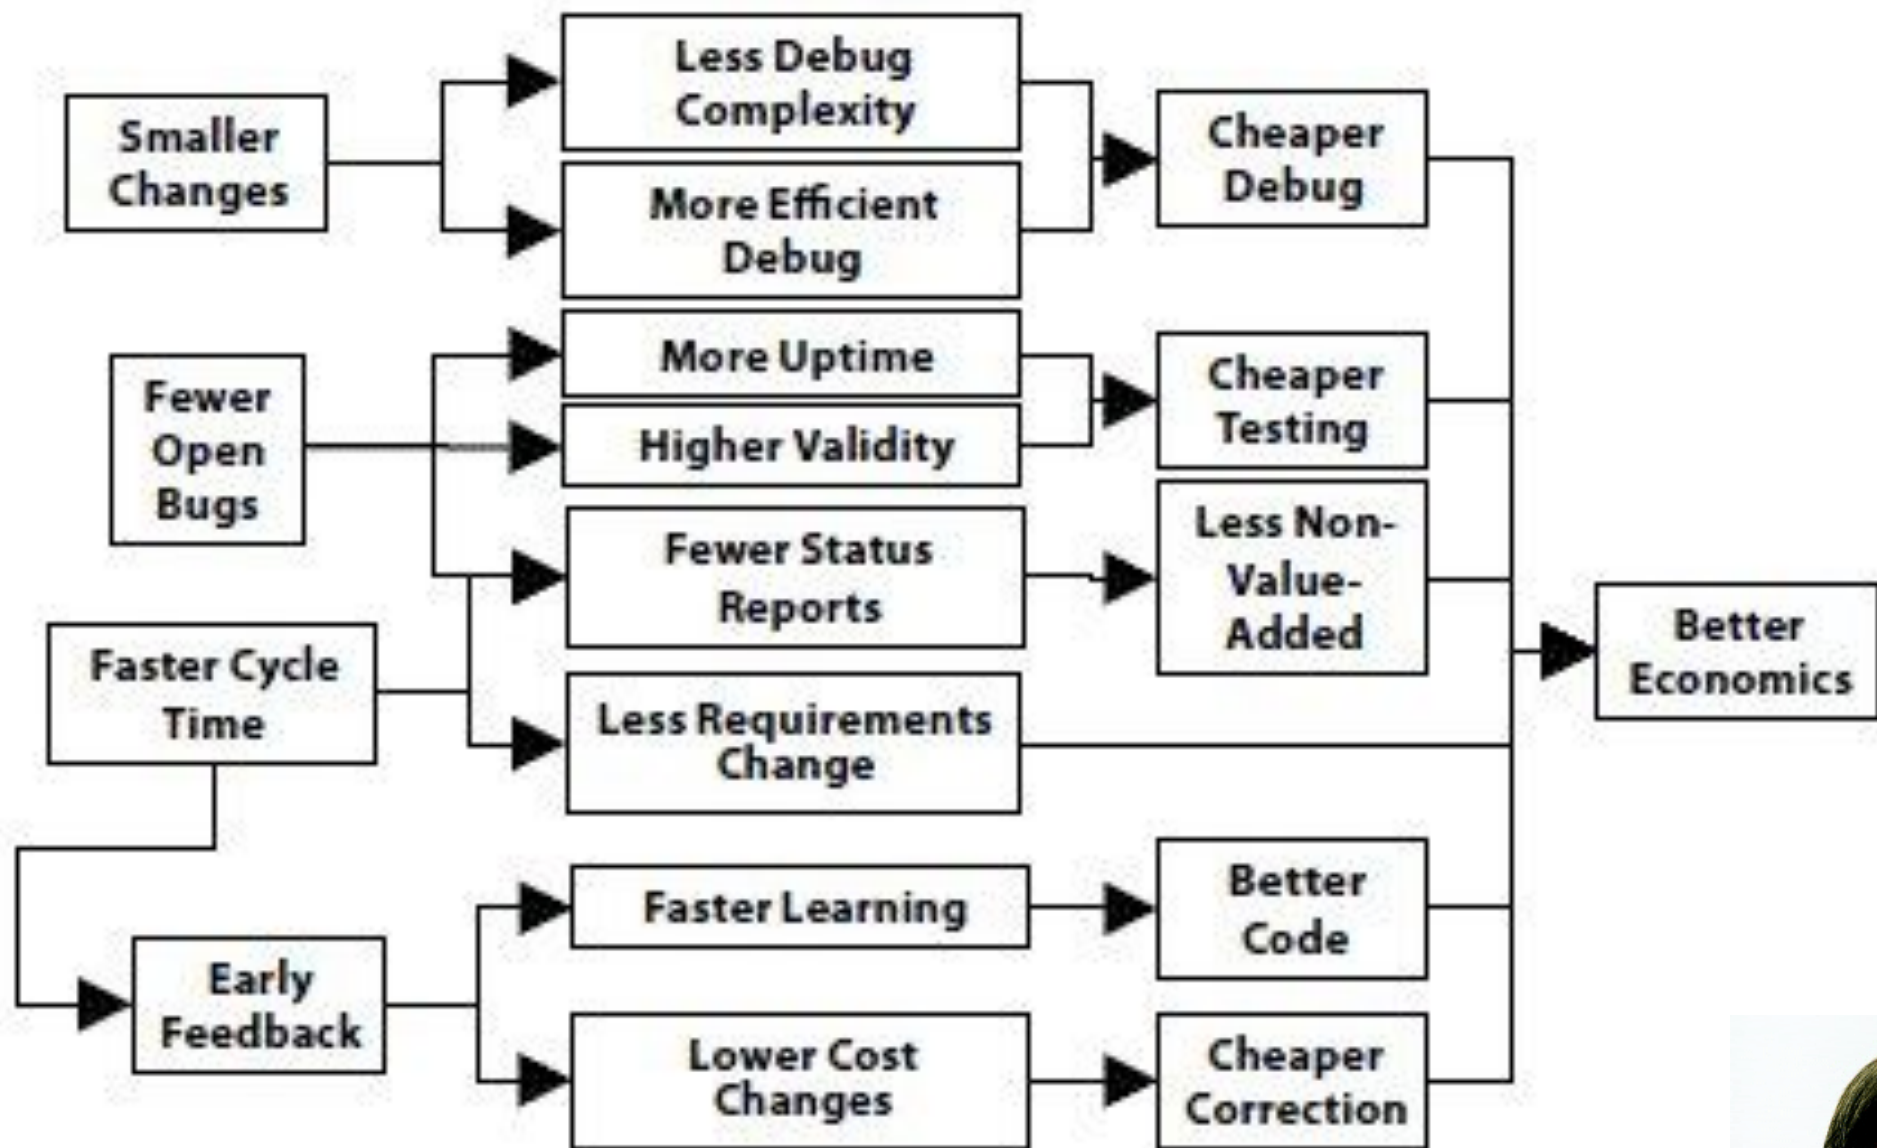 Smaller
Changes
Less Debug
Complexity
More Efficient
Debug
Cheaper
Debug
Fewer
Open
Bugs
More Uptime
Higher Validity
Cheaper
Testing
Fewer Status
Reports
Less Non-
Value-
Added
Faster Cycle
Time
Less Requirements
Change
Better
Economics
Early
Feedback
Faster Learning
Better
Code
Lower Cost
Changes
Cheaper
Correction